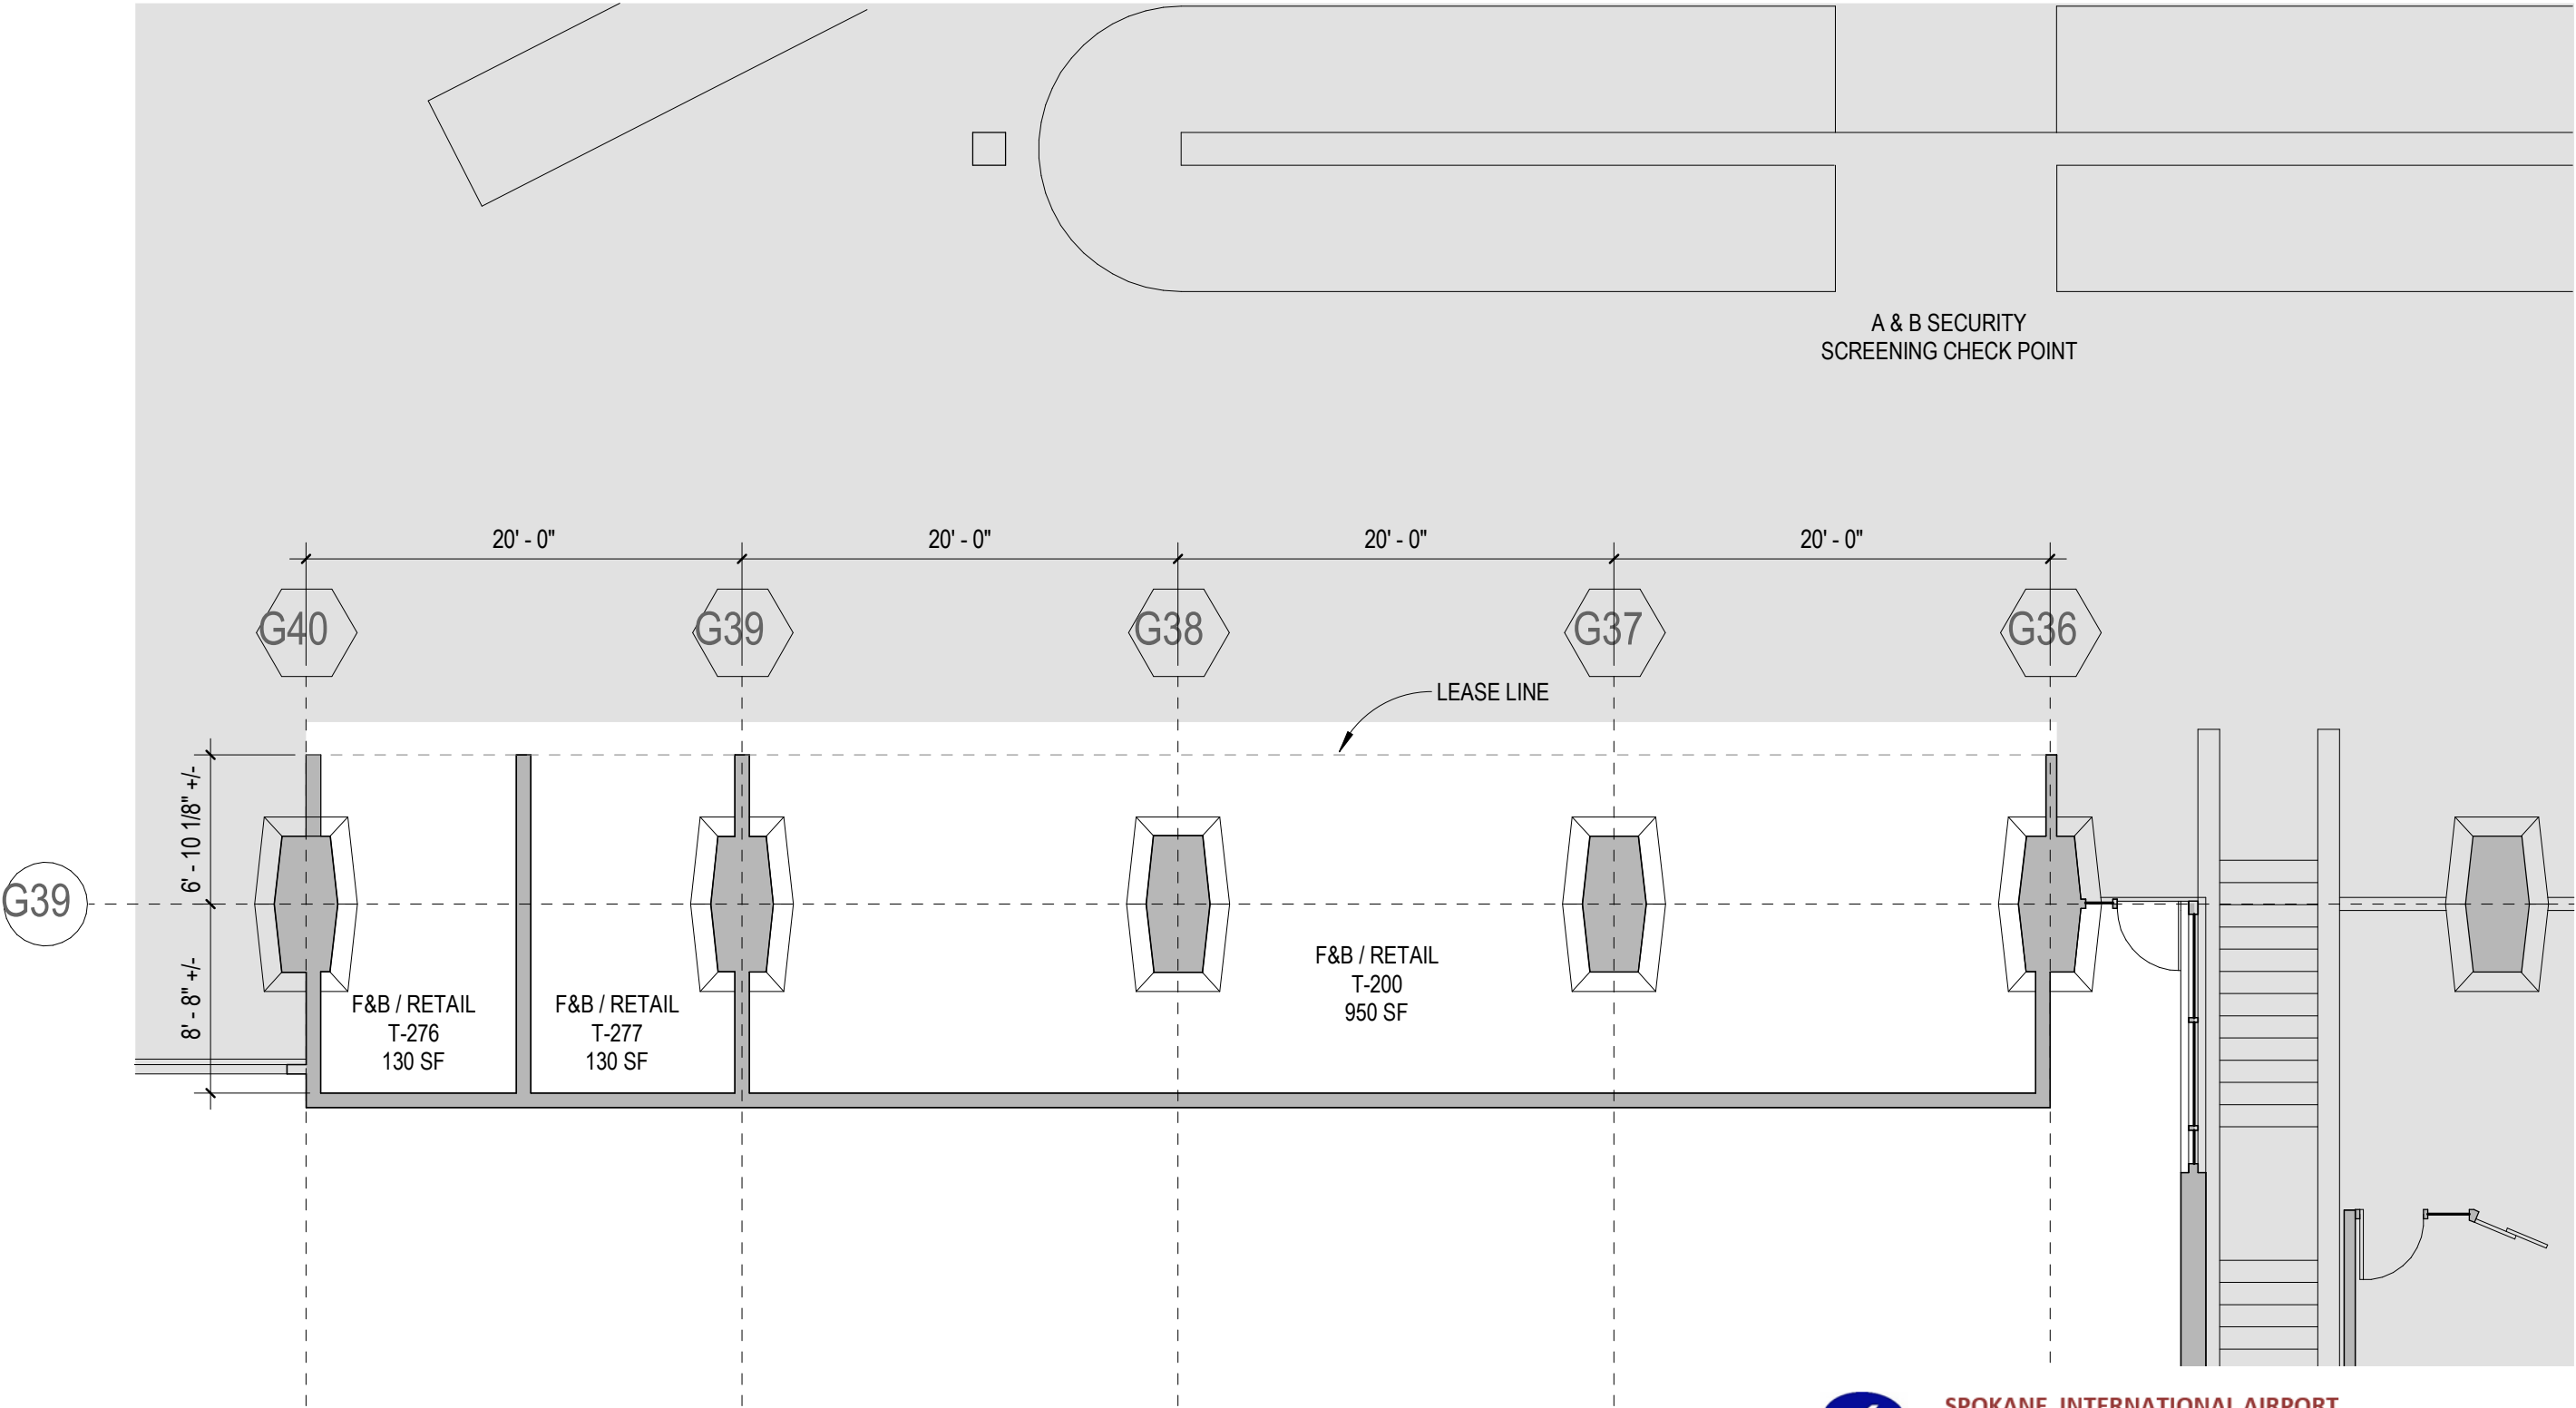 A & B SECURITY
SCREENING CHECK POINT
20' - 0"
20' - 0"
20' - 0"
20' - 0"
G40
G39
G38
G37
G36
LEASE LINE
6' - 10 1/8" +/-
G39
8' - 8" +/-
F&B / RETAIL
T-276
130 SF
F&B / RETAIL
T-277
130 SF
F&B / RETAIL
T-200
950 SF
SPOKANE INTERNATIONAL AIRPORT